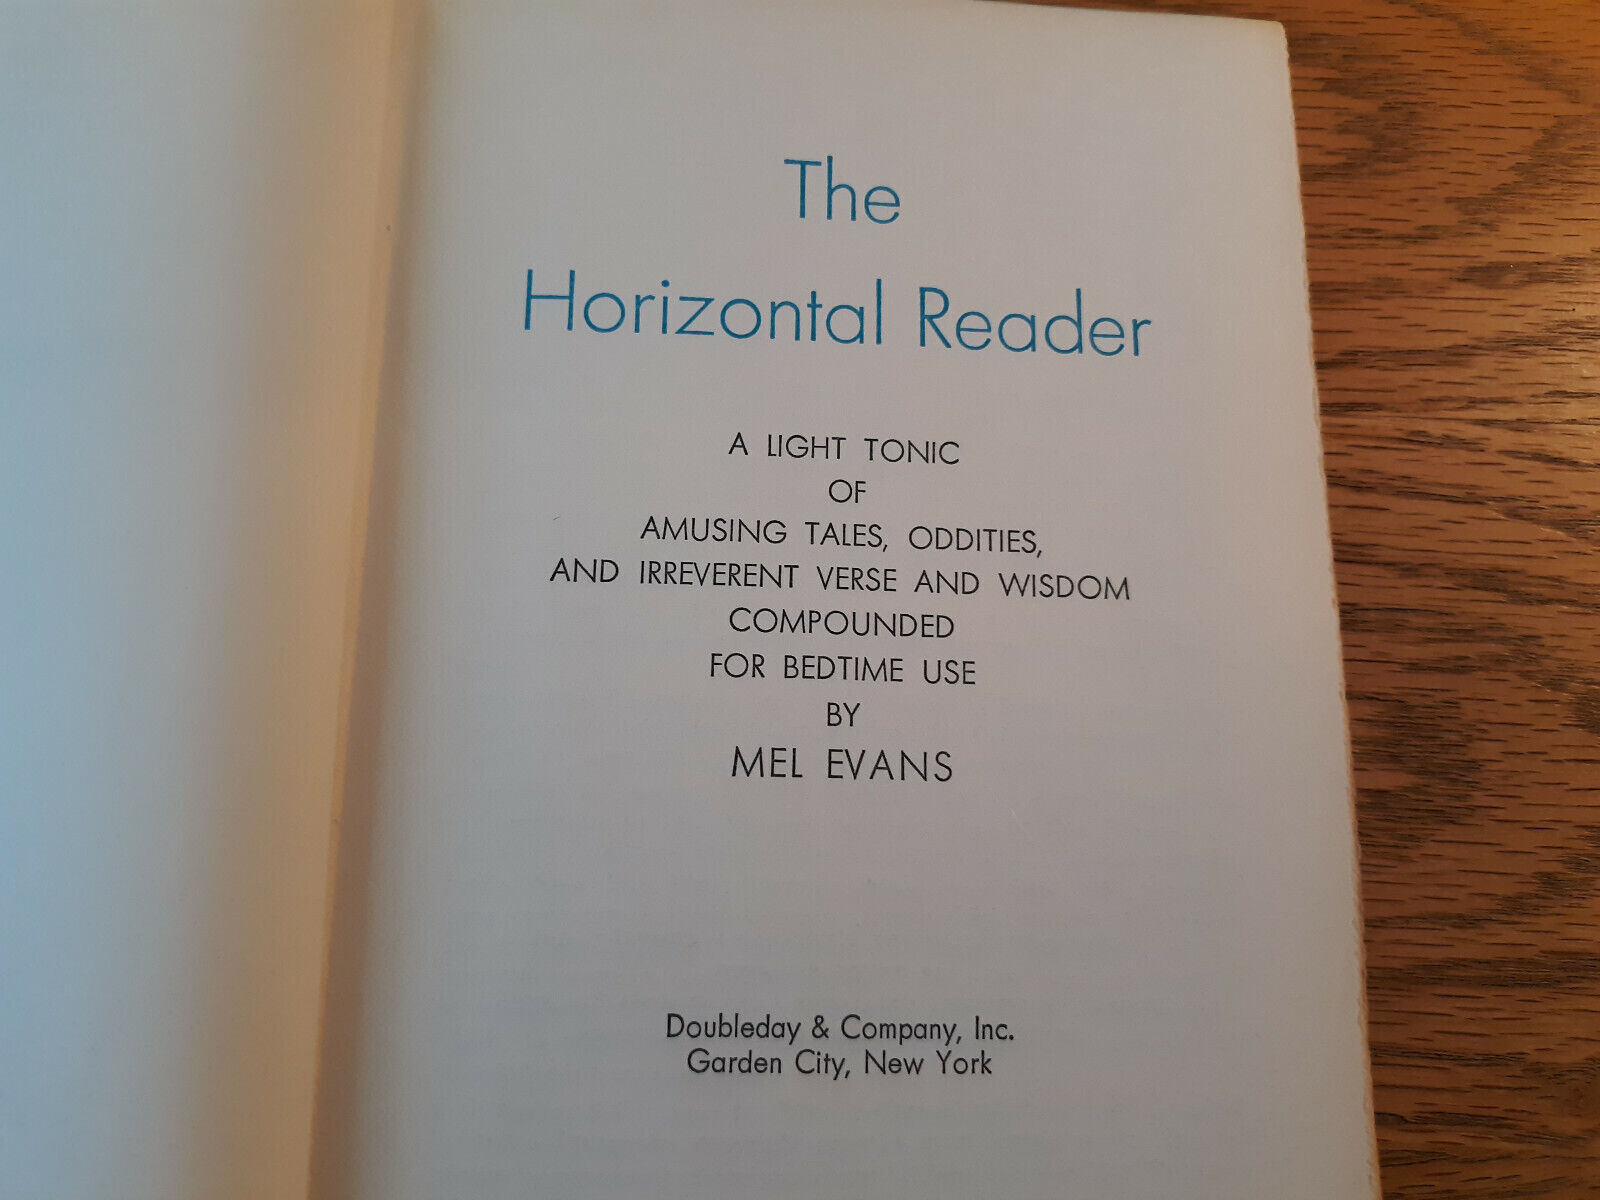 The
Horizontal Reader
A LIGHT TONIC
OF
AMUSING TALES, ODDITIES,
AND IRREVERENT VERSE AND WISDOM
COMPOUNDED
FOR BEDTIME USE
BY
MEL EVANS
Doubleday & Company, Inc.
Garden City, New York